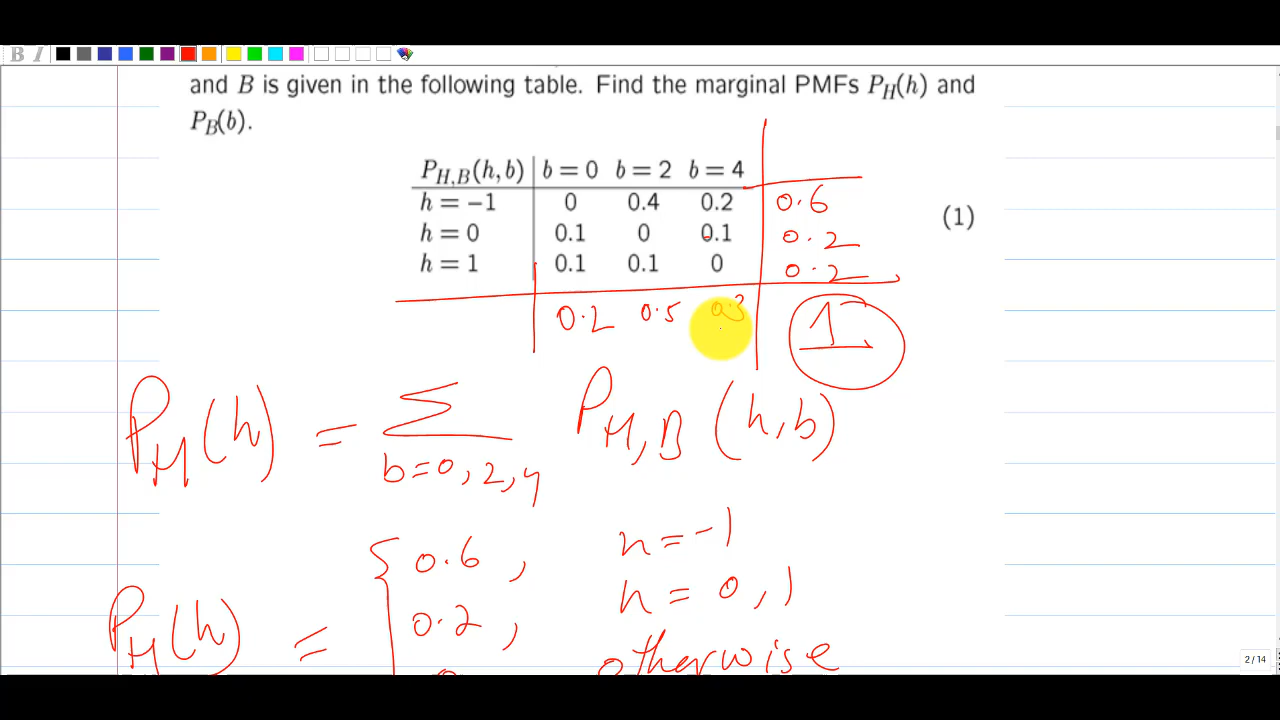 B I
and B is given in the following table. Find the marginal PMFs P_H(h) and
P_B(b).
P_{H,B}(h, b) b = 0 b = 2 b = 4
h = −1 0 0.4 0.2 0.6
h = 0 0.1 0 0.1 0.2
(1)
h = 1 0.1 0.1 0 0.2
0.2 0.5 0.3 1
P_H(h) = Σ P_{H,B}(h,b)
b=0,2,4
0.6, h=-1
0.2, h = 0,1
P_H(h) =
otherwise
2 / 14